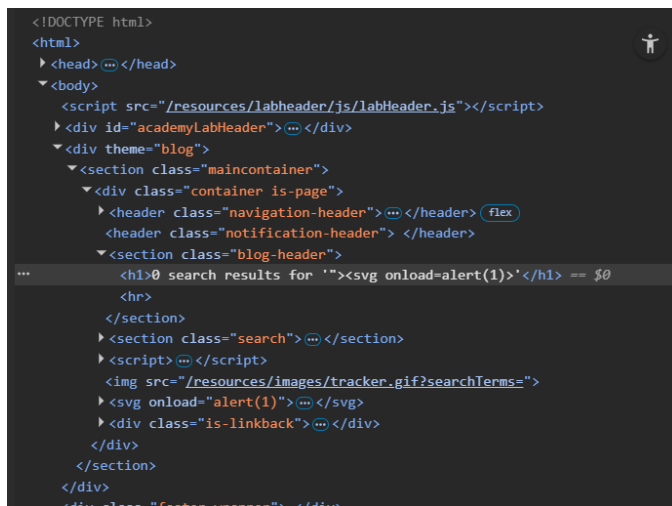 <!DOCTYPE html>
<html>
<head> ⋯ </head>
<body>
<script src="/resources/labheader/js/labHeader.js"></script>
<div id="academyLabHeader"> ⋯ </div>
<div theme="blog">
<section class="maincontainer">
<div class="container is-page">
<header class="navigation-header"> ⋯ </header> flex
<header class="notification-header"> </header>
<section class="blog-header">
⋯ <h1>0 search results for '"><svg onload=alert(1)>'</h1> == $0
<hr>
</section>
<section class="search"> ⋯ </section>
<script> ⋯ </script>
<img src="/resources/images/tracker.gif?searchTerms=">
<svg onload="alert(1)"> ⋯ </svg>
<div class="is-linkback"> ⋯ </div>
</div>
</section>
</div>